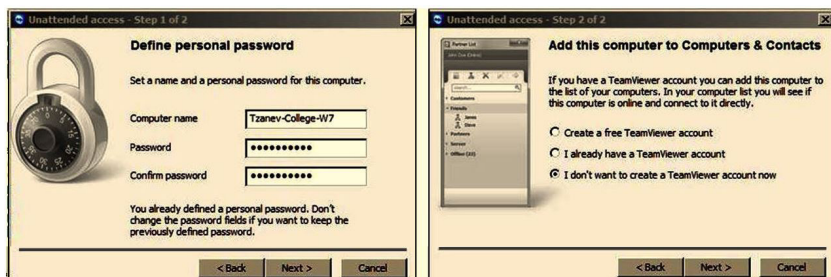 Unattended access - Step 1 of 2
Define personal password
Set a name and a personal password for this computer.
Computer name
Tzanev-College-W7
Password
●●●●●●●●●●
Confirm password
●●●●●●●●●●
You already defined a personal password. Don't
change the password fields if you want to keep the
previously defined password.
< Back
Next >
Cancel
Unattended access - Step 2 of 2
Partner List
Search...
Customers
Friends
Janes
Dave
Partners
Server
Add this computer to Computers & Contacts
If you have a TeamViewer account you can add this computer to
the list of your computers. In your computer list you will see if
this computer is online and connect to it directly.
Create a free TeamViewer account
I already have a TeamViewer account
I don't want to create a TeamViewer account now
< Back
Next >
Cancel